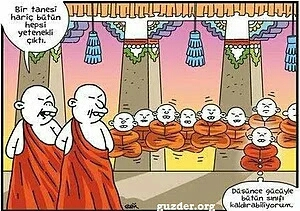 Bir tanesi
hariç bütün
hepsi
yetenekli
çıktı.
guzder.org
Düşünce gücüyle
bütün sınıfı
kaldırabiliyorum.